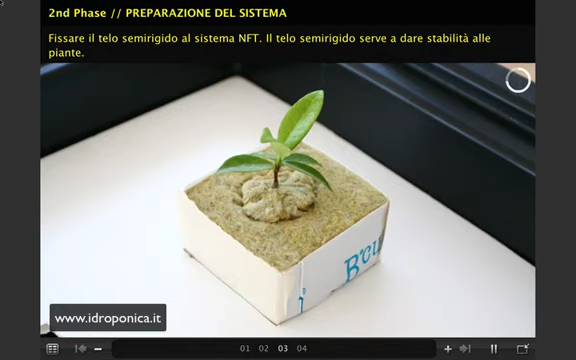 2nd Phase // PREPARAZIONE DEL SISTEMA
Fissare il telo semirigido al sistema NFT. Il telo semirigido serve a dare stabilità alle
piante.
www.idroponica.it
01 02 03 04